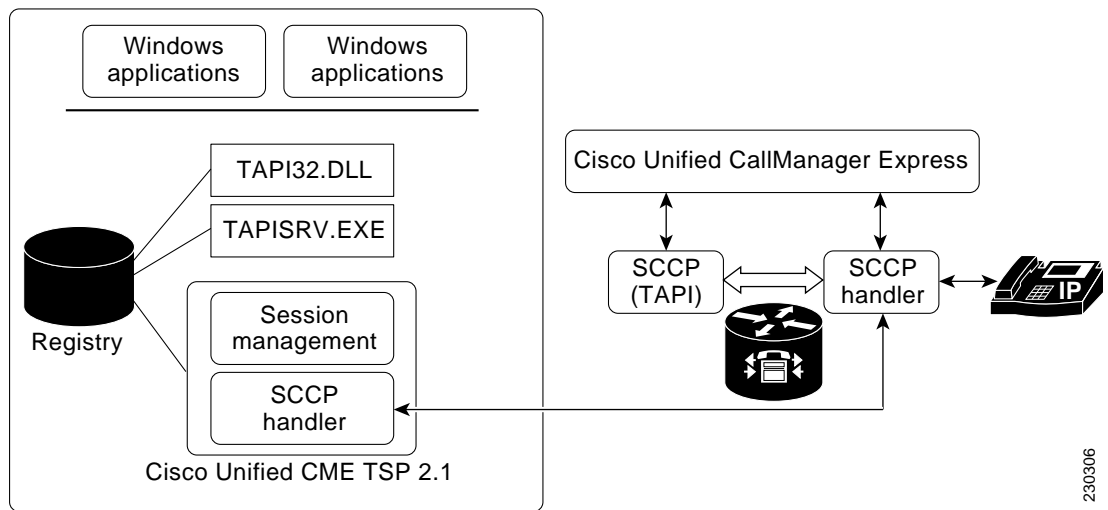 Windows
applications
Windows
applications
TAPI32.DLL
TAPISRV.EXE
Registry
Session
management
SCCP
handler
Cisco Unified CME TSP 2.1
Cisco Unified CallManager Express
SCCP
(TAPI)
SCCP
handler
IP
230306